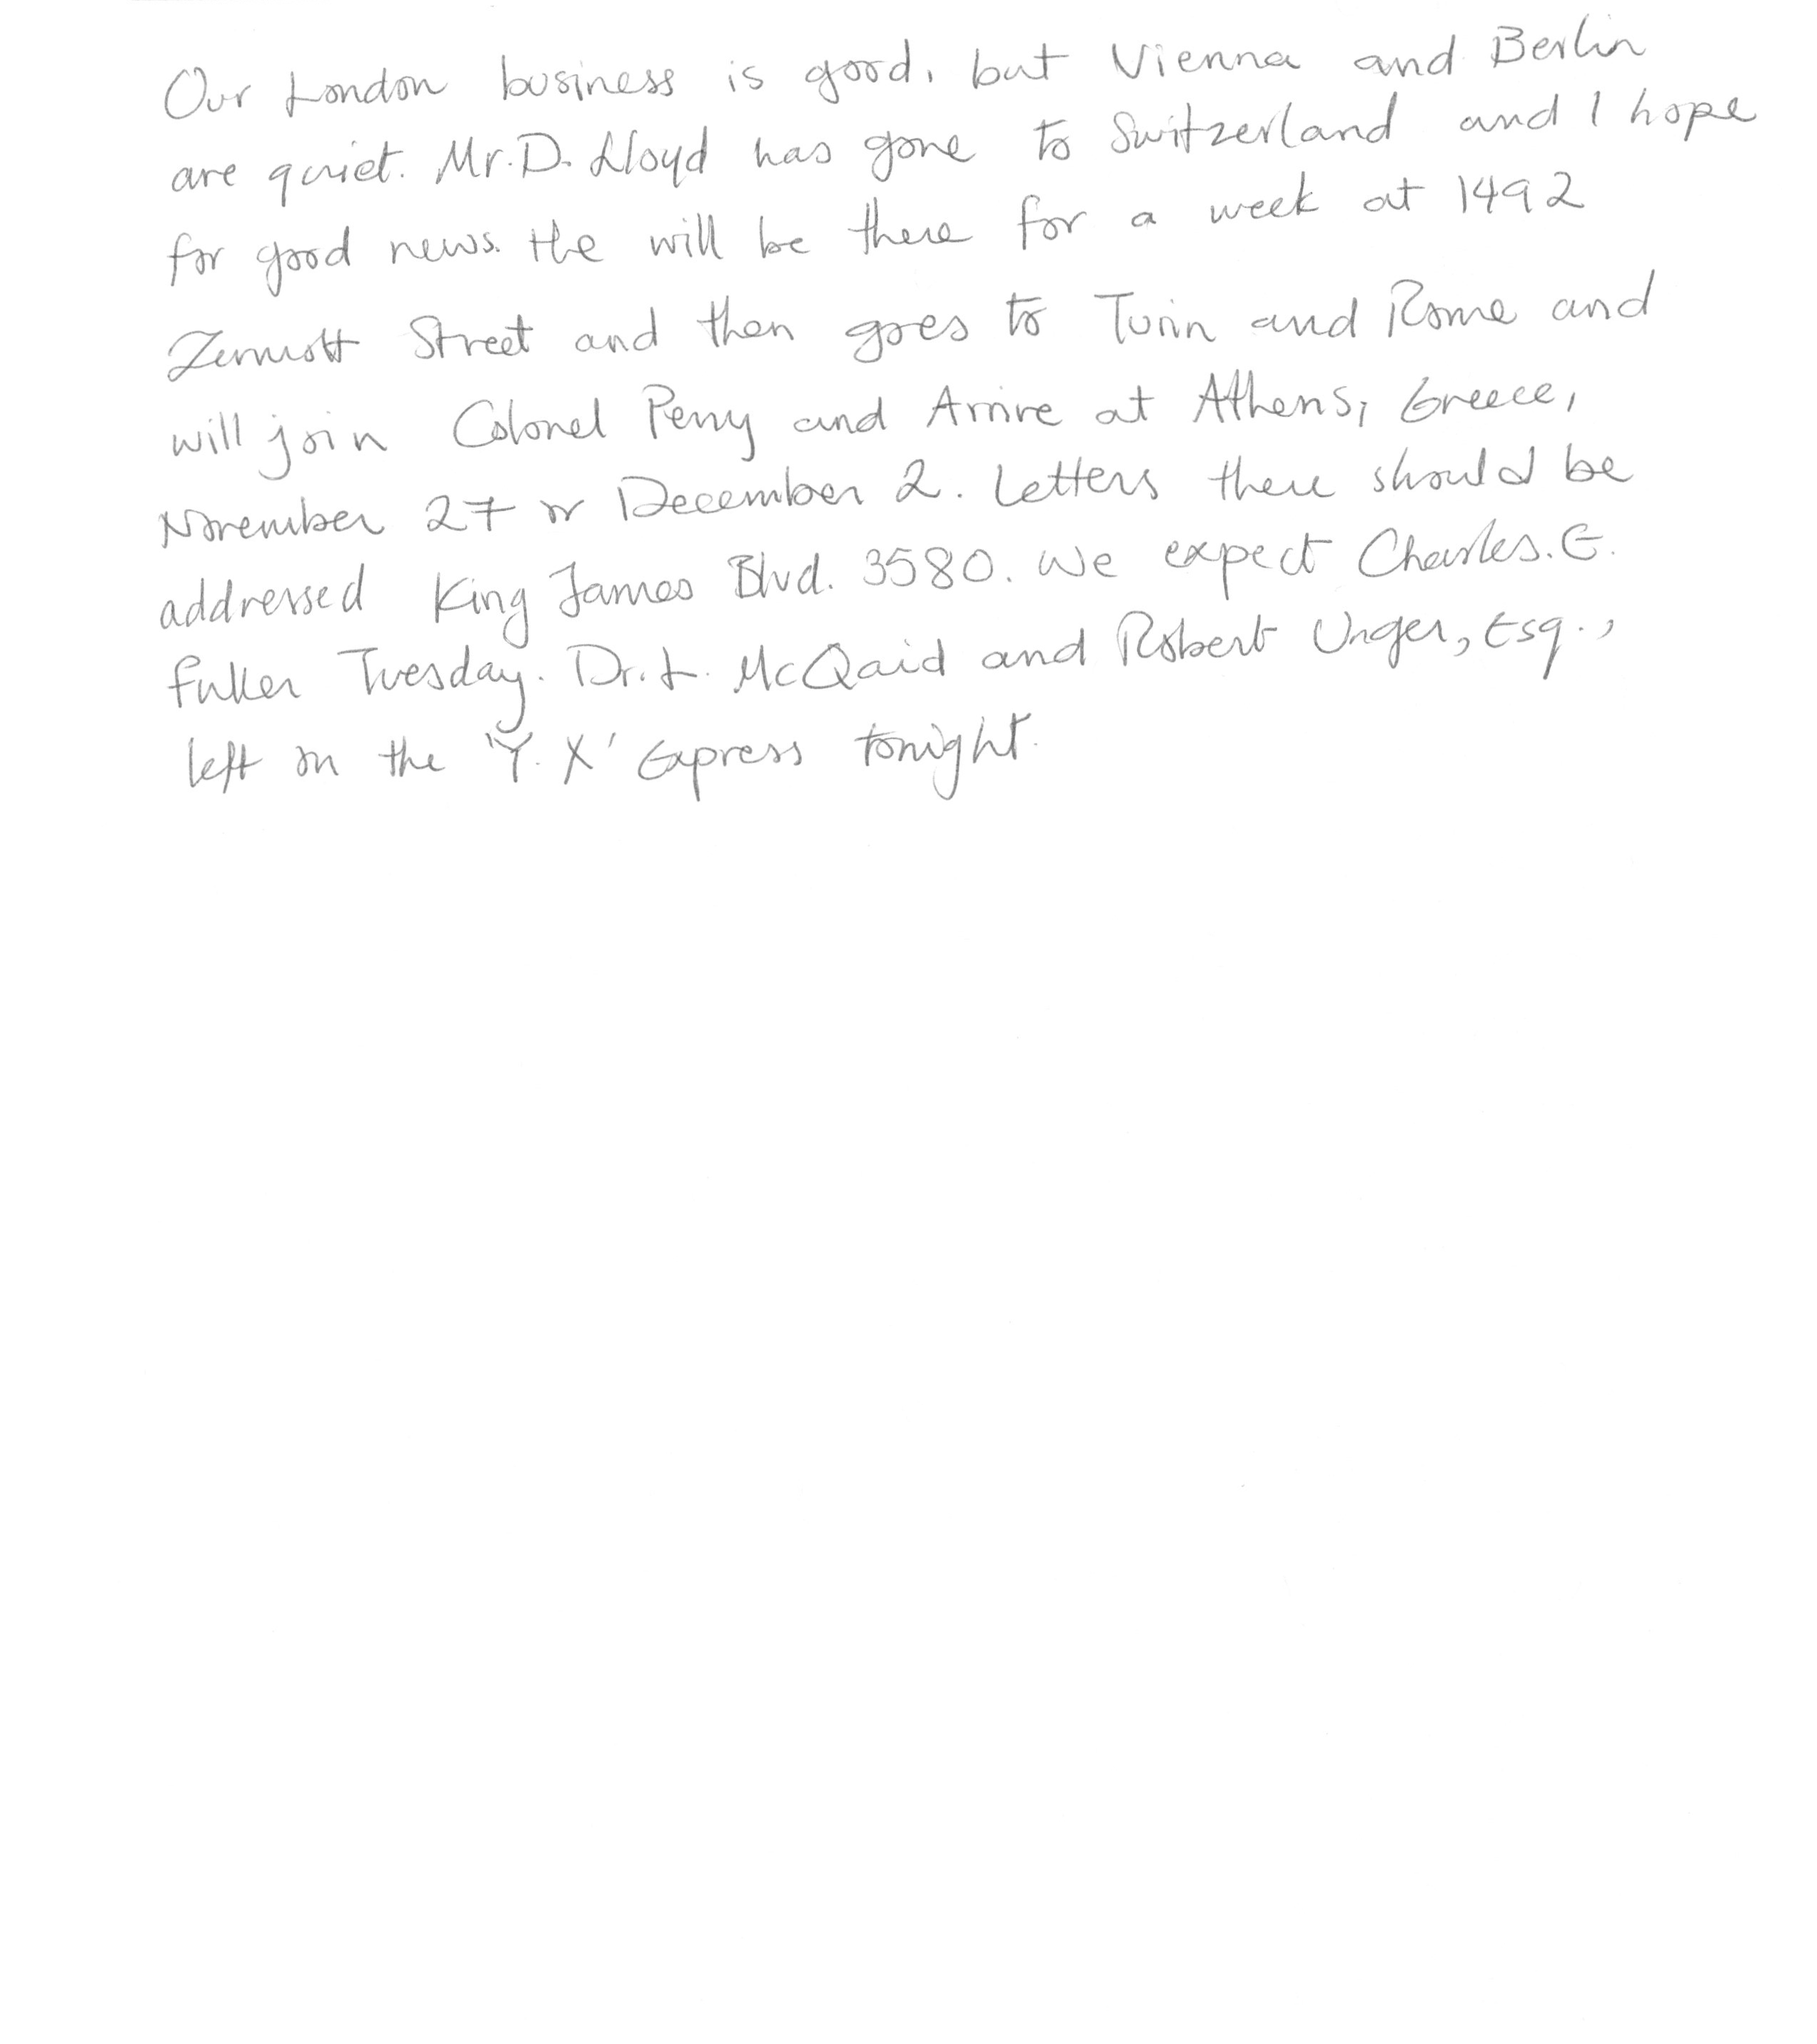 Our London business is good, but Vienna and Berlin
are quiet. Mr. D. Lloyd has gone to Switzerland and I hope
for good news. He will be there for a week at 1492
Zermott Street and then goes to Turin and Rome and
will join Colonel Perry and Arrive at Athens, Greece,
November 27 or December 2. Letters there should be
addressed King James Blvd. 3580. We expect Charles. E.
Fuller Tuesday. Dr. L. McQaid and Robert Unger, Esq.,
left on the 'Y. X' Express tonight.